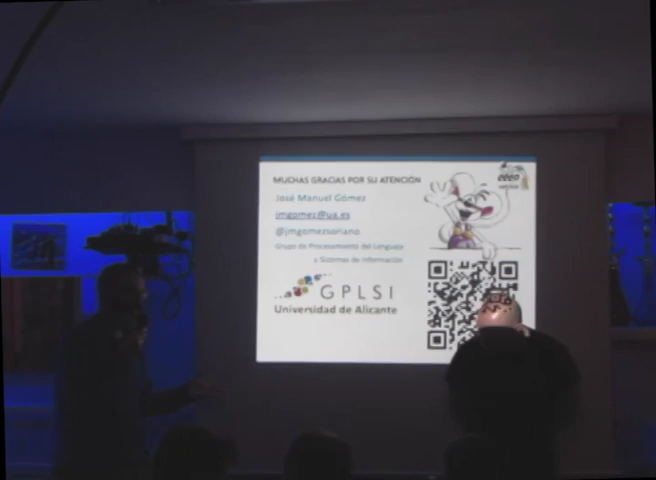 MUCHAS GRACIAS POR SU ATENCIÓN
José Manuel Gómez
jmgomez@ua.es
@jmgomezsoriano
Grupo de Procesamiento del Lenguaje
y Sistemas de Información
GPLSI
Universidad de Alicante